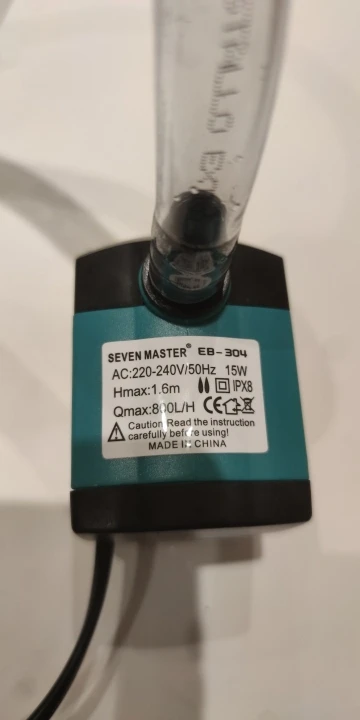 SEVEN MASTER® EB-304
AC:220-240V/50Hz 15W
Hmax:1.6m IPX8
Qmax:800L/H CE
Caution: Read the instruction
carefully before using!
MADE IN CHINA